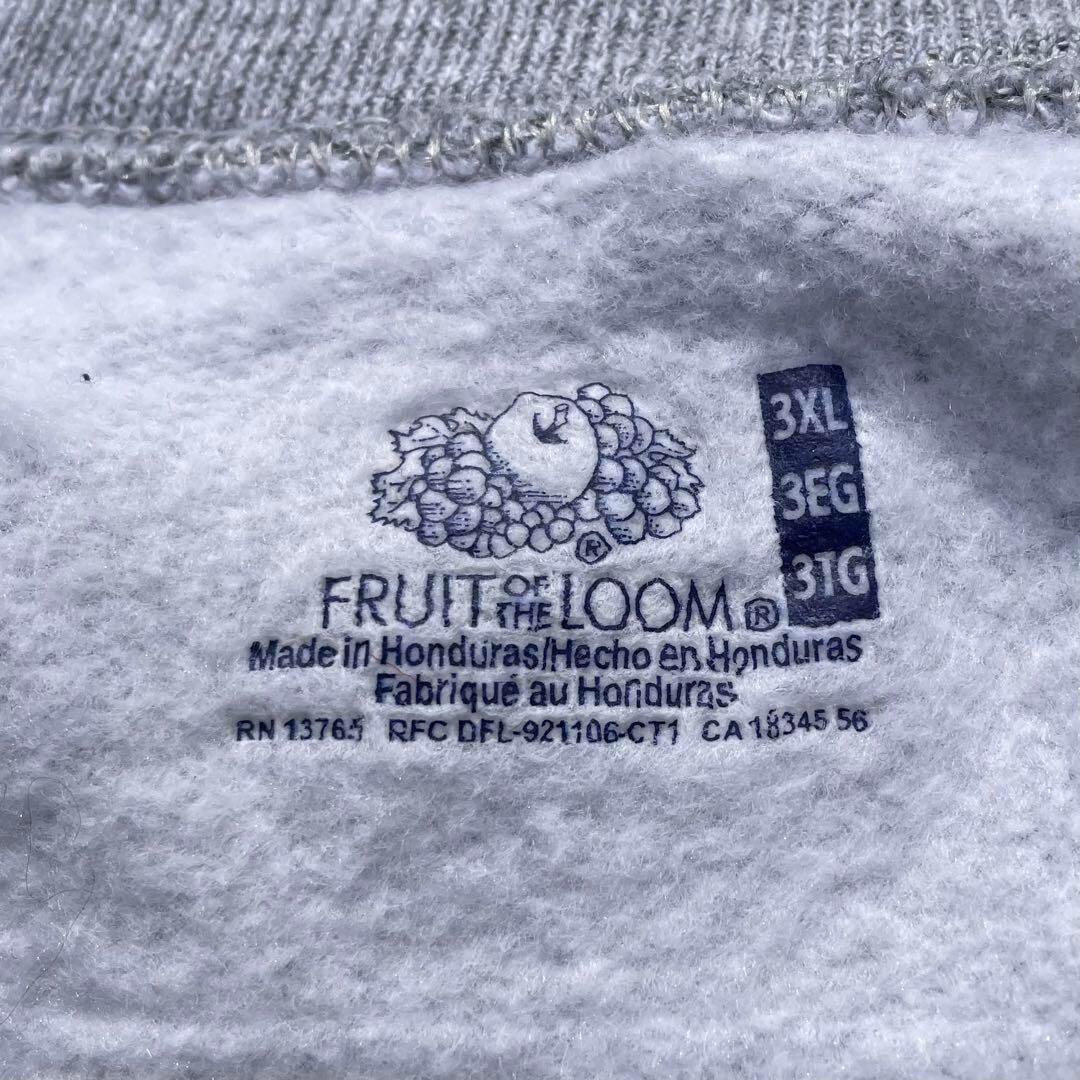 3XL
3EG
3TG
®
FRUIT OF THE LOOM®
Made in Honduras/Hecho en Honduras
Fabriqué au Honduras
RN 13765 RFC DFL-921106-CT1 CA 18345 56